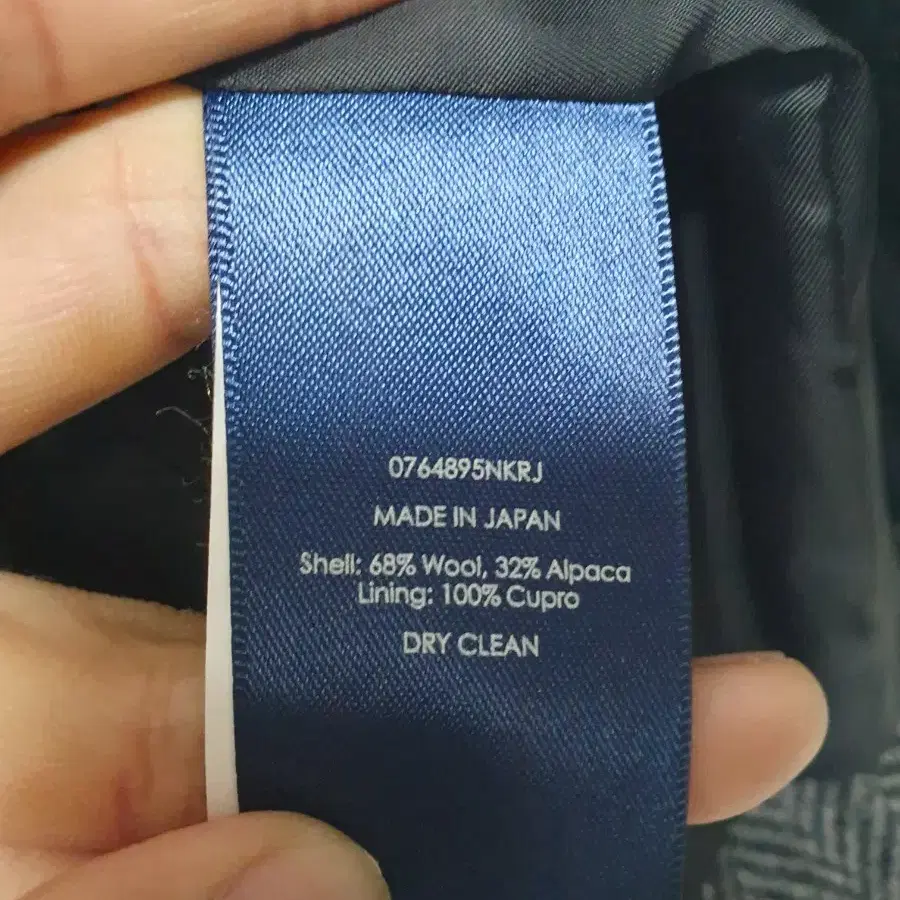 0764895NKRJ
MADE IN JAPAN
Shell: 68% Wool, 32% Alpaca
Lining: 100% Cupro
DRY CLEAN